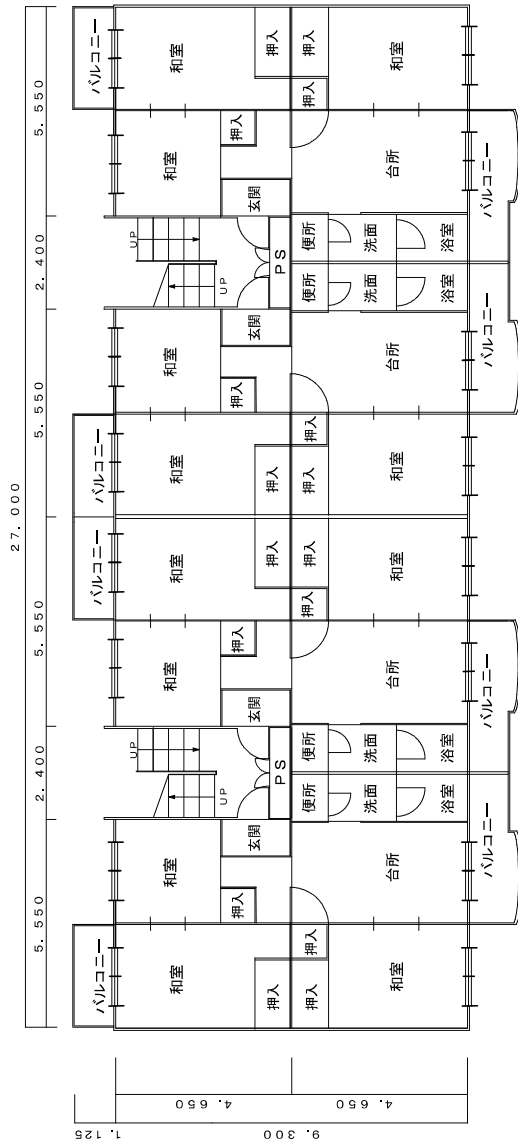 27.000
5.550 2.400 5.550 5.550 2.400 5.550
バルコニー バルコニー バルコニー バルコニー
UP UP
和室 和室 和室 和室 和室 和室 和室 和室
UP UP
押入 玄関 玄関 押入 押入 玄関 玄関 押入
押入 PS 押入 押入 PS 押入
押入 押入 便所 便所 押入 押入 押入 押入 便所 便所 押入 押入
洗面 洗面 洗面 洗面
和室 台所 台所 和室 和室 台所 台所 和室
浴室 浴室 浴室 浴室
バルコニー バルコニー バルコニー バルコニー
1.125
4.650
4.650
9.300